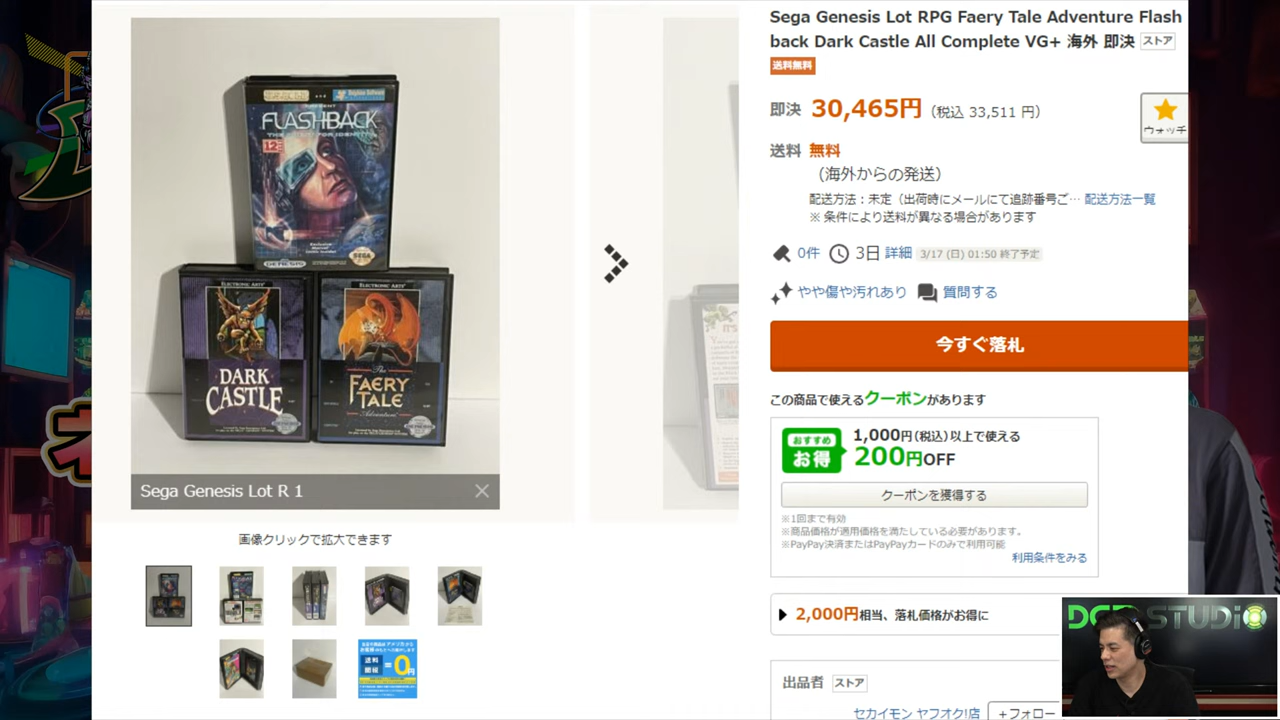 Sega Genesis Lot RPG Faery Tale Adventure Flash
back Dark Castle All Complete VG+ 海外 即決 ストア
送料無料
即決 30,465円 (税込 33,511 円)
送料 無料
(海外からの発送)
配送方法:未定(出荷時にメールにて追跡番号ご… 配送方法一覧
※ 条件により送料が異なる場合があります
ウォッチ
0件 3日 詳細 3/17 (日) 01:50 終了予定
やや傷や汚れあり 質問する
今すぐ落札
この商品で使えるクーポンがあります
おすすめ
お得
1,000円(税込)以上で使える
200円OFF
クーポンを獲得する
※1回まで有効
※商品価格が適用価格を満たしている必要があります。
※PayPay決済またはPayPayカードのみで利用可能
利用条件をみる
2,000円相当、落札価格がお得に
出品者 ストア
セカイモン ヤフオク!店
+フォロー
FLASHBACK
THE QUEST FOR IDENTITY
GENESIS
SEGA
ELECTRONIC ARTS
DARK
CASTLE
ELECTRONIC ARTS
The
FAERY
TALE
Adventure
Sega Genesis Lot R 1
画像クリックで拡大できます
送料
関税
=0円
STUDIO